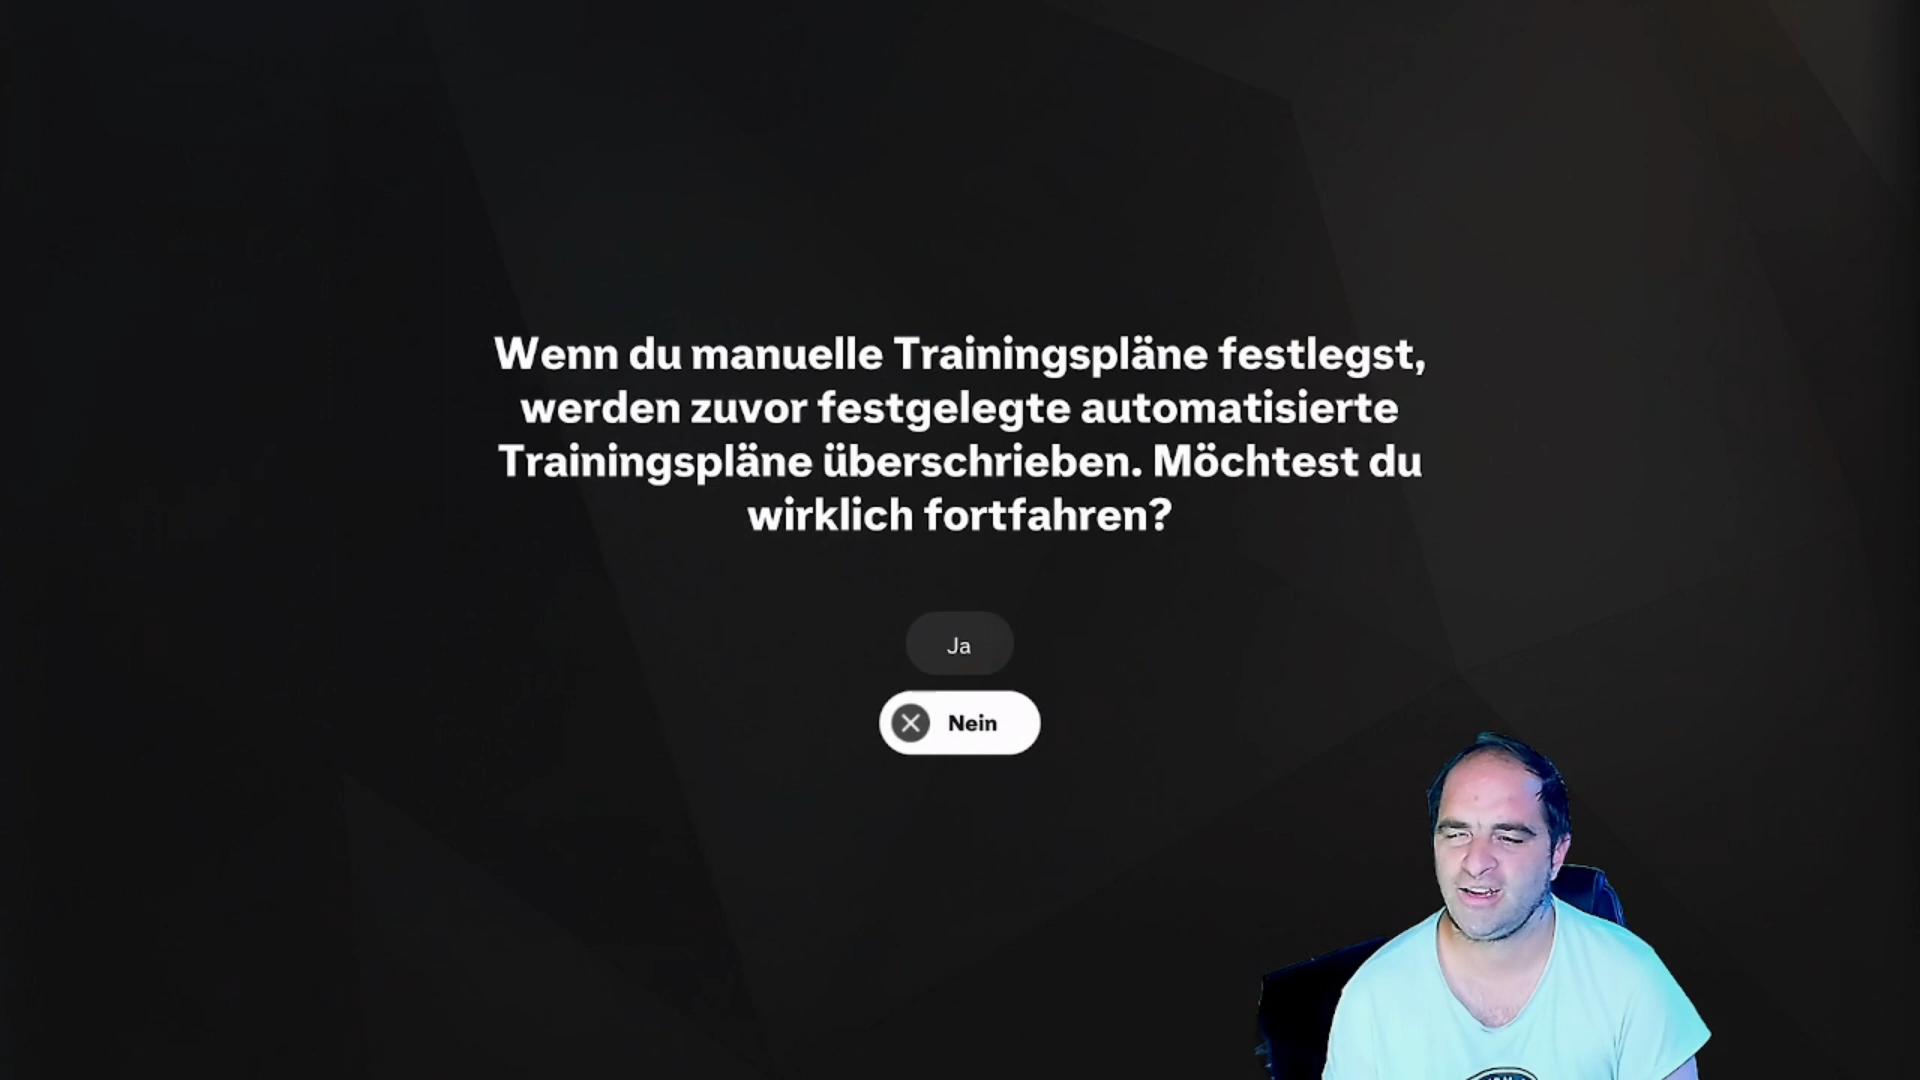 Wenn du manuelle Trainingspläne festlegst,
werden zuvor festgelegte automatisierte
Trainingspläne überschrieben. Möchtest du
wirklich fortfahren?
Ja
Nein